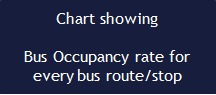 Chart showing
Bus Occupancy rate for
every bus route/stop